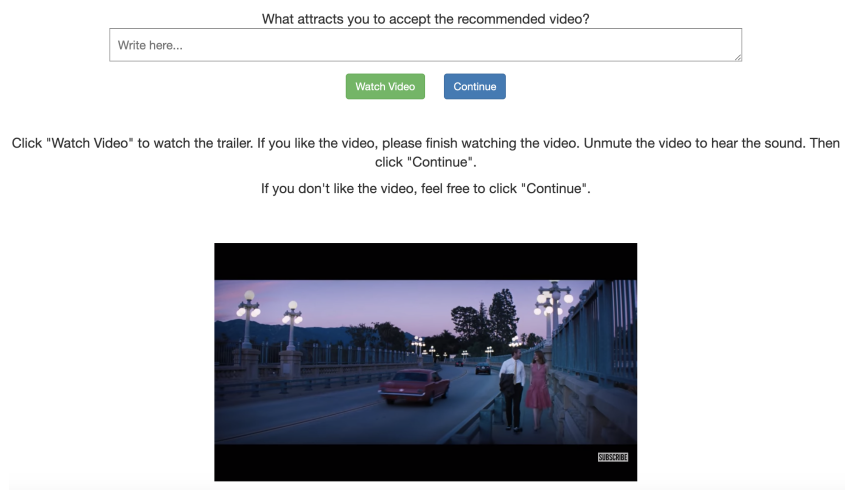 What attracts you to accept the recommended video?
Write here...
Watch Video
Continue
Click "Watch Video" to watch the trailer. If you like the video, please finish watching the video. Unmute the video to hear the sound. Then
click "Continue".
If you don't like the video, feel free to click "Continue".
SUBSCRIBE